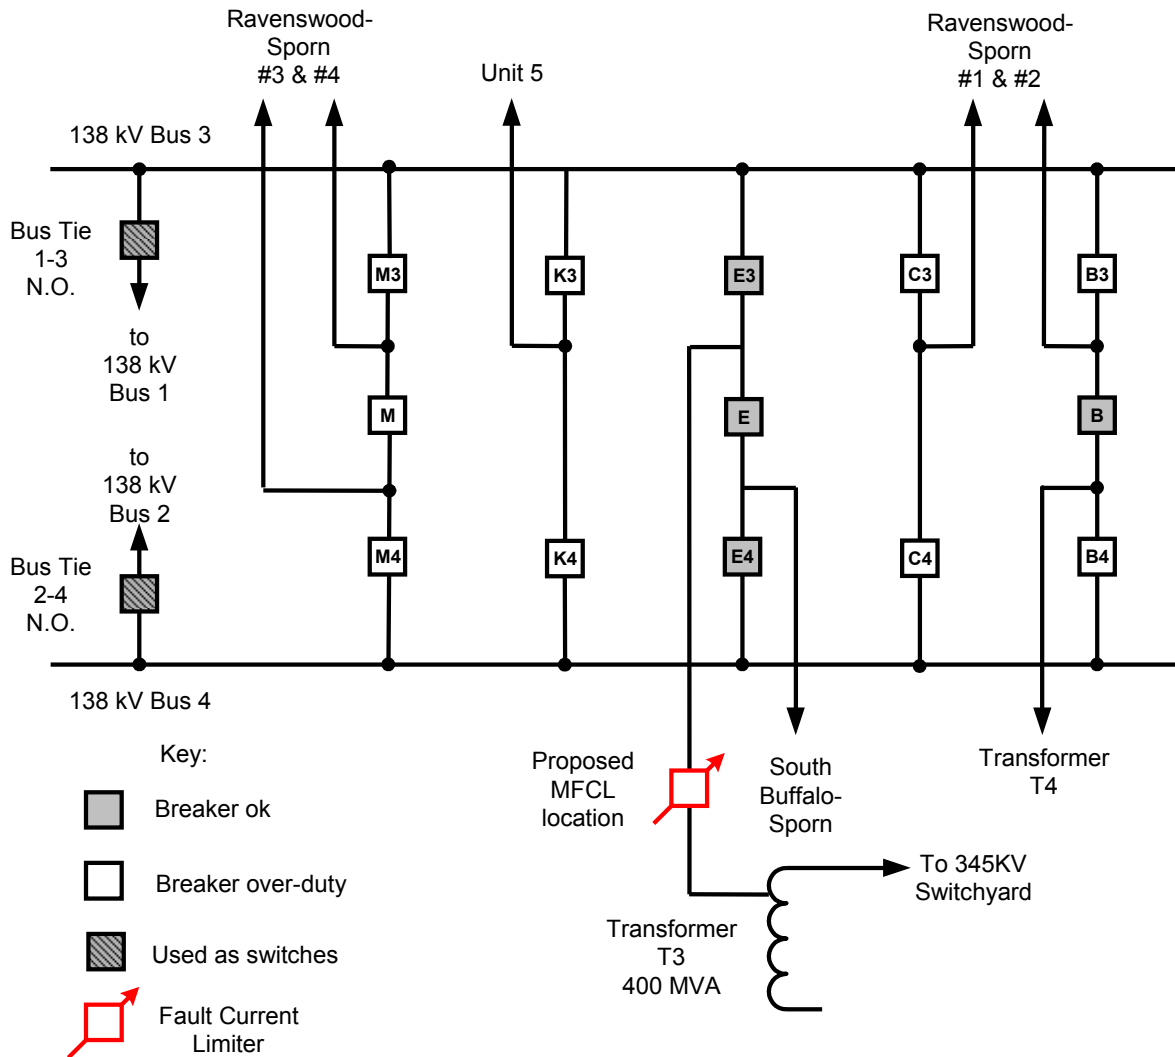 Ravenswood-
Sporn
#3 & #4
Unit 5
Ravenswood-
Sporn
#1 & #2
138 kV Bus 3
Bus Tie
1-3
N.O.
to
138 kV
Bus 1
to
138 kV
Bus 2
Bus Tie
2-4
N.O.
M3
K3
E3
C3
B3
M
E
B
M4
K4
E4
C4
B4
138 kV Bus 4
Proposed
MFCL
location
South
Buffalo-
Sporn
Transformer
T4
To 345KV
Switchyard
Transformer
T3
400 MVA
Key:
Breaker ok
Breaker over-duty
Used as switches
Fault Current
Limiter